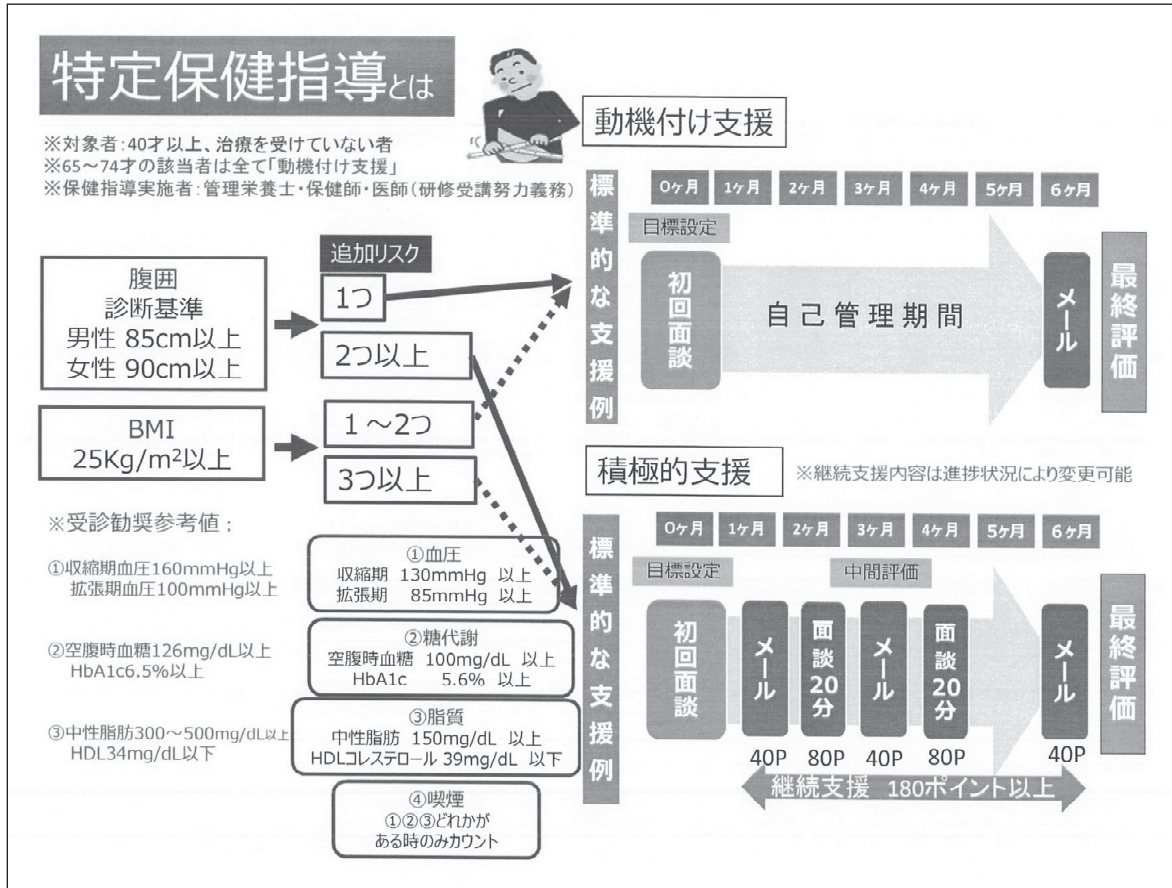 特定保健指導とは
※対象者：40才以上、治療を受けていない者
※65～74才の該当者は全て「動機付け支援」
※保健指導実施者：管理栄養士・保健師・医師（研修受講努力義務）
腹囲
診断基準
男性 85cm以上
女性 90cm以上
BMI
25Kg/m²以上
追加リスク
1つ
2つ以上
1～2つ
3つ以上
※受診勧奨参考値：
①収縮期血圧160mmHg以上
拡張期血圧100mmHg以上
②空腹時血糖126mg/dL以上
HbA1c6.5%以上
③中性脂肪300～500mg/dL以上
HDL34mg/dL以下
①血圧
収縮期 130mmHg 以上
拡張期 85mmHg 以上
②糖代謝
空腹時血糖 100mg/dL 以上
HbA1c 5.6% 以上
③脂質
中性脂肪 150mg/dL 以上
HDLコレステロール 39mg/dL 以下
④喫煙
①②③どれかが
ある時のみカウント
動機付け支援
標準的な支援例
0ヶ月 1ヶ月 2ヶ月 3ヶ月 4ヶ月 5ヶ月 6ヶ月
目標設定
初回面談
自己管理期間
メール
最終評価
積極的支援
※継続支援内容は進捗状況により変更可能
標準的な支援例
0ヶ月 1ヶ月 2ヶ月 3ヶ月 4ヶ月 5ヶ月 6ヶ月
目標設定
中間評価
初回面談
メール
面談20分
メール
面談20分
メール
最終評価
40P 80P 40P 80P 40P
継続支援 180ポイント以上